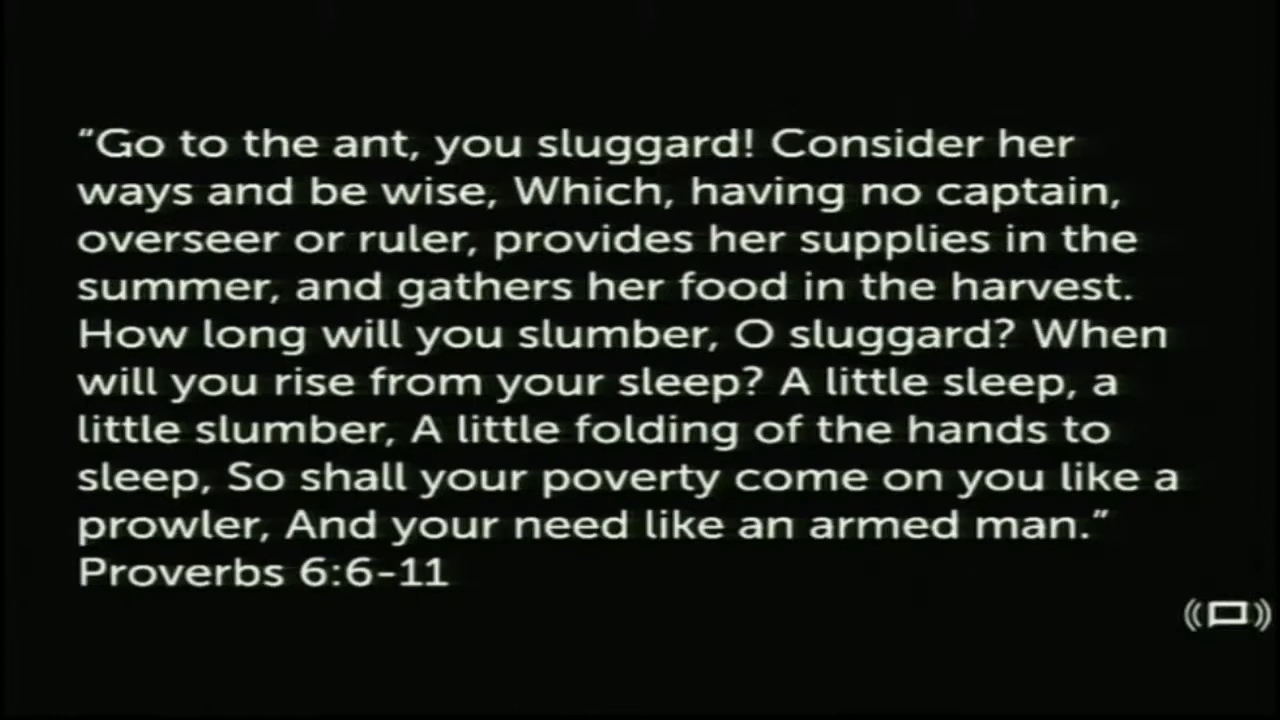 “Go to the ant, you sluggard! Consider her
ways and be wise, Which, having no captain,
overseer or ruler, provides her supplies in the
summer, and gathers her food in the harvest.
How long will you slumber, O sluggard? When
will you rise from your sleep? A little sleep, a
little slumber, A little folding of the hands to
sleep, So shall your poverty come on you like a
prowler, And your need like an armed man.”
Proverbs 6:6-11